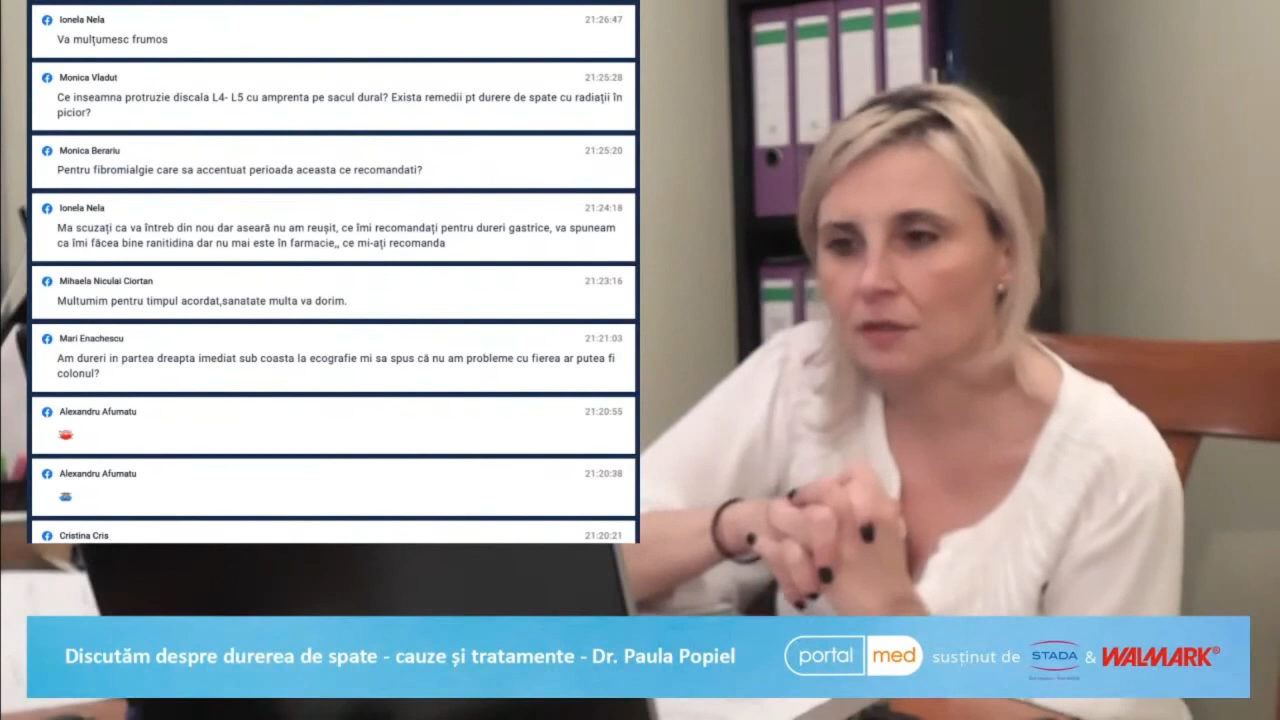 Ionela Nela 21:26:47
Va mulțumesc frumos
Monica Vladut 21:25:28
Ce inseamna protruzie discala L4- L5 cu amprenta pe sacul dural? Exista remedii pt durere de spate cu radiații în
picior?
Monica Berariu 21:25:20
Pentru fibromialgie care sa accentuat perioada aceasta ce recomandati?
Ionela Nela 21:24:18
Ma scuzați ca va întreb din nou dar aseară nu am reușit, ce îmi recomandați pentru dureri gastrice, va spuneam
ca îmi făcea bine ranitidina dar nu mai este în farmacie,, ce mi-ați recomanda
Mihaela Niculai Ciortan 21:23:16
Multumim pentru timpul acordat,sanatate multa va dorim.
Mari Enachescu 21:21:03
Am dureri in partea dreapta imediat sub coasta la ecografie mi sa spus că nu am probleme cu fierea ar putea fi
colonul?
Alexandru Afumatu 21:20:55
Alexandru Afumatu 21:20:38
Cristina Cris 21:20:21
Discutăm despre durerea de spate - cauze și tratamente - Dr. Paula Popiel
portal med susținut de STADA & WALMARK®